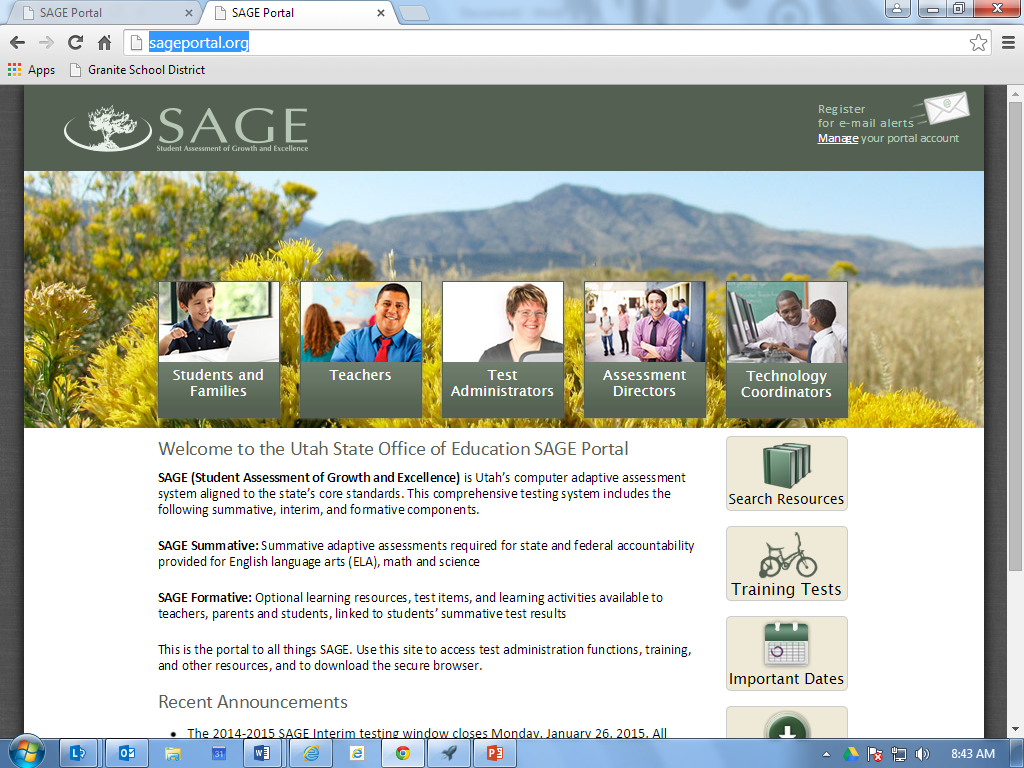 SAGE Portal
SAGE Portal
sageportal.org
Apps
Granite School District
SAGE
Student Assessment of Growth and Excellence
Register
for e-mail alerts
Manage your portal account
Students and
Families
Teachers
Test
Administrators
Assessment
Directors
Technology
Coordinators
Welcome to the Utah State Office of Education SAGE Portal
SAGE (Student Assessment of Growth and Excellence) is Utah's computer adaptive assessment
system aligned to the state's core standards. This comprehensive testing system includes the
following summative, interim, and formative components.
SAGE Summative: Summative adaptive assessments required for state and federal accountability
provided for English language arts (ELA), math and science
SAGE Formative: Optional learning resources, test items, and learning activities available to
teachers, parents and students, linked to students' summative test results
This is the portal to all things SAGE. Use this site to access test administration functions, training,
and other resources, and to download the secure browser.
Recent Announcements
• The 2014-2015 SAGE Interim testing window closes Monday, January 26, 2015. All
Search Resources
Training Tests
Important Dates
31
8:43 AM